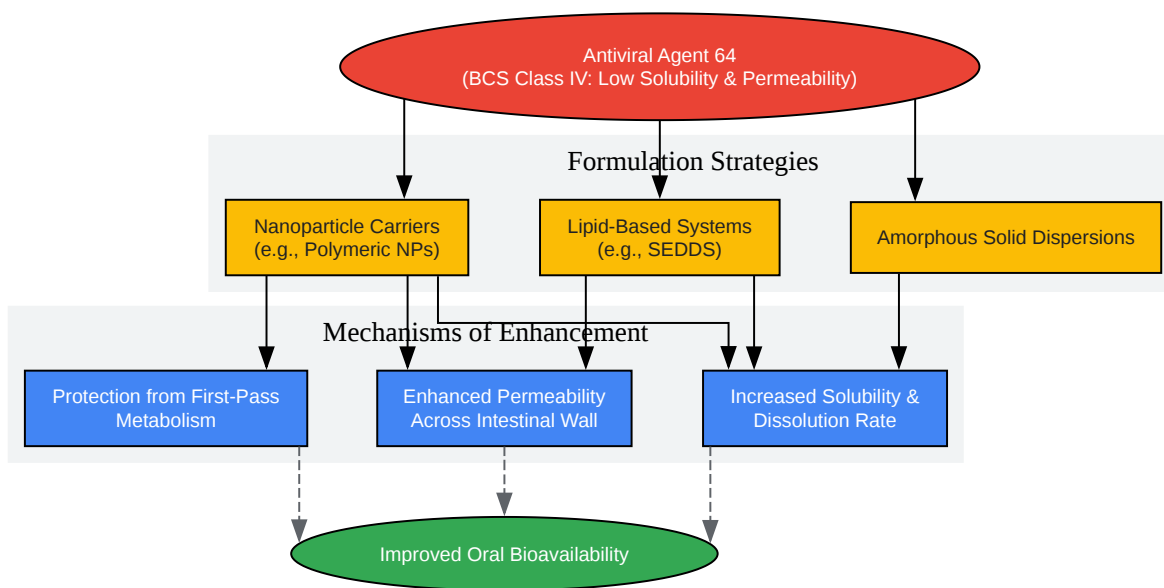 Antiviral Agent 64
(BCS Class IV: Low Solubility & Permeability)
Formulation Strategies
Nanoparticle Carriers
(e.g., Polymeric NPs)
Lipid-Based Systems
(e.g., SEDDS)
Amorphous Solid Dispersions
Mechanisms of Enhancement
Protection from First-Pass
Metabolism
Enhanced Permeability
Across Intestinal Wall
Increased Solubility &
Dissolution Rate
Improved Oral Bioavailability